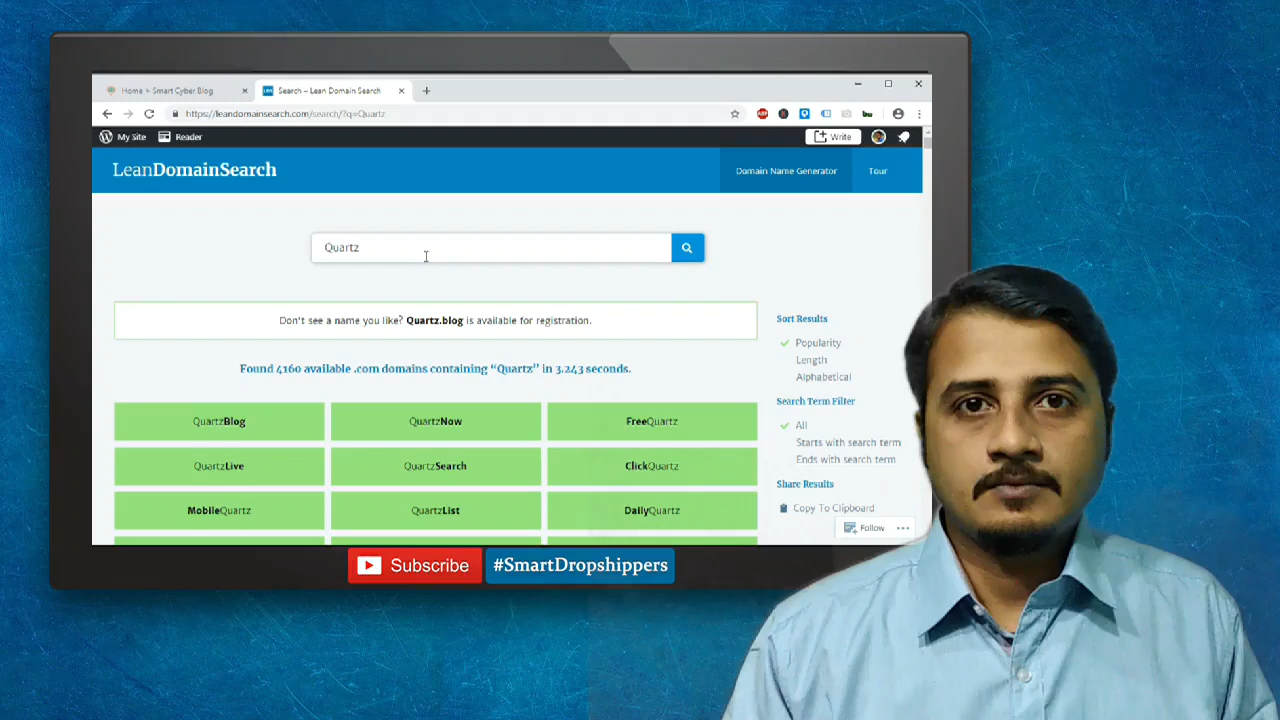 Home > Smart Cyber Blog
Search – Lean Domain Search
https://leandomainsearch.com/search/?q=Quartz
ABP
My Site
Reader
Write
LeanDomainSearch
Domain Name Generator
Tour
Quartz
Don't see a name you like? Quartz.blog is available for registration.
Found 4160 available .com domains containing “Quartz” in 3.243 seconds.
QuartzBlog
QuartzNow
FreeQuartz
QuartzLive
QuartzSearch
ClickQuartz
MobileQuartz
QuartzList
DailyQuartz
Sort Results
Popularity
Length
Alphabetical
Search Term Filter
All
Starts with search term
Ends with search term
Share Results
Copy To Clipboard
Follow
Subscribe
#SmartDropshippers